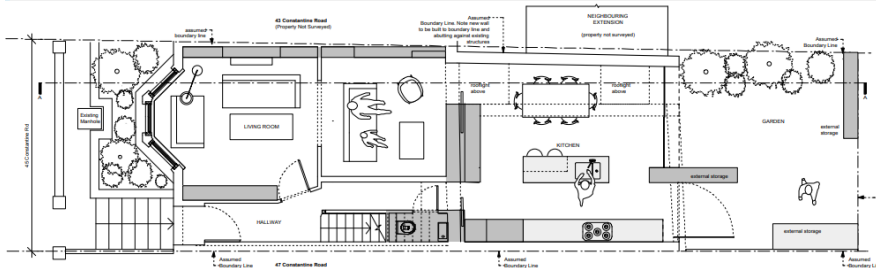 43 Constantine Road
(Property Not Surveyed)
assumed
boundary line
Assumed
Boundary Line. Note new wall
to be built to boundary line and
abutting against existing
structures
NEIGHBOURING
EXTENSION
(property not surveyed)
Assumed
Boundary Line
A
A
rooflight
above
rooflight
above
Existing
Manhole
45 Constantine Rd
LIVING ROOM
KITCHEN
GARDEN
external
storage
external storage
external storage
HALLWAY
Assumed
Boundary Line
47 Constantine Road
Assumed
Boundary Line
Assumed
Boundary Li